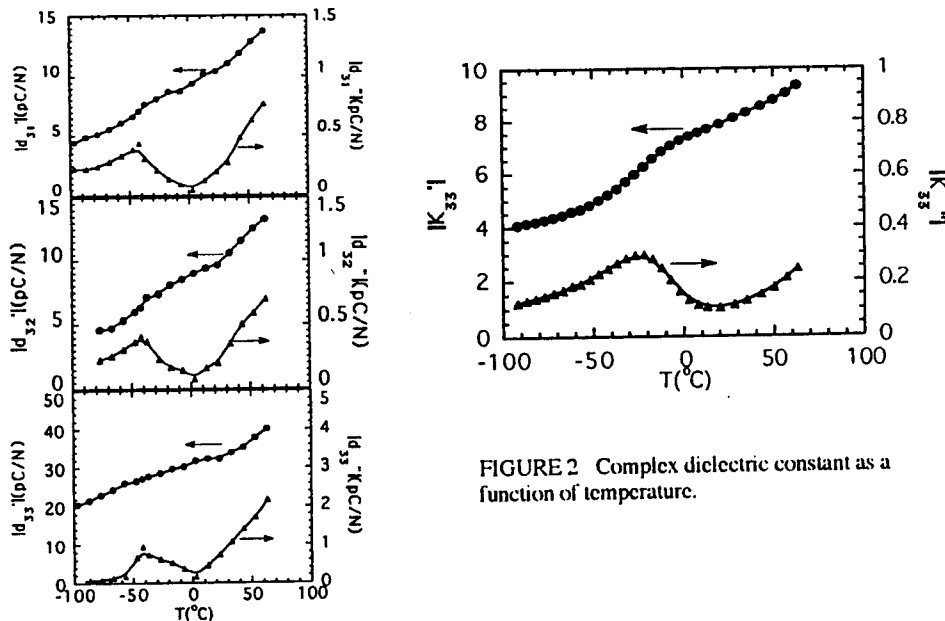 15
10
5
0
|d31'|(pC/N)
1.5
1
0.5
0
|d31"|(pC/N)
15
10
5
0
|d32'|(pC/N)
1.5
1
0.5
0
|d32"|(pC/N)
50
40
30
20
10
0
|d33'|(pC/N)
5
4
3
2
1
0
|d33"|(pC/N)
-100 -50 0 50 100
T(°C)
10
8
6
4
2
0
|K33'|
1
0.8
0.6
0.4
0.2
0
|K33"|
-100 -50 0 50 100
T(°C)
FIGURE 2 Complex dielectric constant as a
function of temperature.